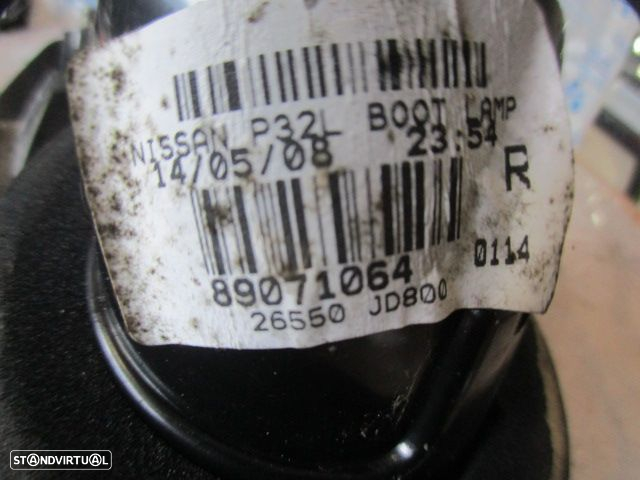 NISSAN P32L BOOT LAMP
14/05/08 23:54
R
89071064 0114
26550 JD800
STANDVIRTUAL